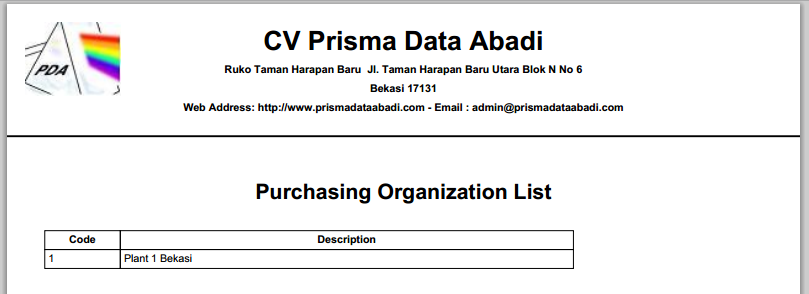 PDA
CV Prisma Data Abadi
Ruko Taman Harapan Baru  Jl. Taman Harapan Baru Utara Blok N No 6
Bekasi 17131
Web Address: http://www.prismadataabadi.com - Email : admin@prismadataabadi.com
Purchasing Organization List
Code Description
1 Plant 1 Bekasi